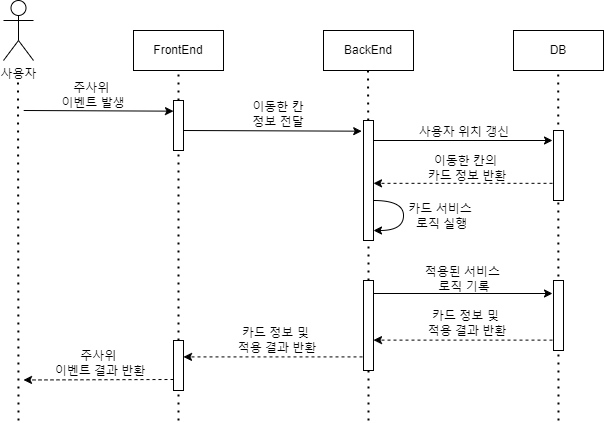 사용자
FrontEnd
BackEnd
DB
주사위
이벤트 발생
이동한 칸
정보 전달
사용자 위치 갱신
이동한 칸의
카드 정보 반환
카드 서비스
로직 실행
적용된 서비스
로직 기록
카드 정보 및
적용 결과 반환
카드 정보 및
적용 결과 반환
주사위
이벤트 결과 반환